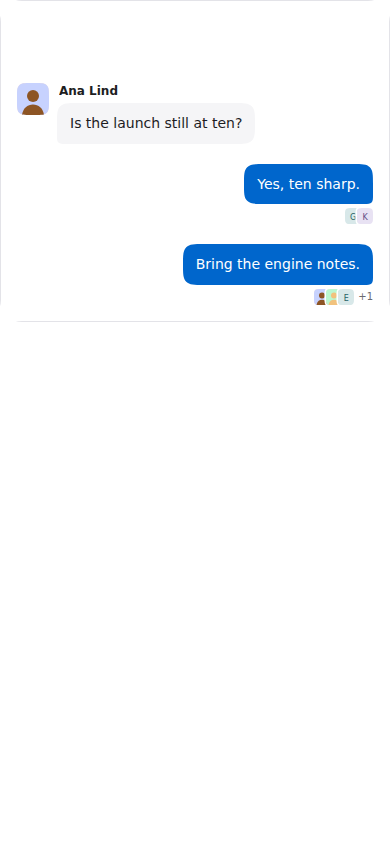 Ana Lind
Is the launch still at ten?
Yes, ten sharp.
G K
Bring the engine notes.
E +1